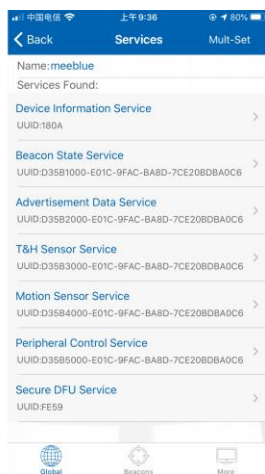 中国电信 上午9:36 80%
Back Services Mult-Set
Name:meeblue
Services Found:
Device Information Service
UUID:180A
Beacon State Service
UUID:D35B1000-E01C-9FAC-BA8D-7CE20BDBA0C6
Advertisement Data Service
UUID:D35B2000-E01C-9FAC-BA8D-7CE20BDBA0C6
T&H Sensor Service
UUID:D35B3000-E01C-9FAC-BA8D-7CE20BDBA0C6
Motion Sensor Service
UUID:D35B4000-E01C-9FAC-BA8D-7CE20BDBA0C6
Peripheral Control Service
UUID:D35B5000-E01C-9FAC-BA8D-7CE20BDBA0C6
Secure DFU Service
UUID:FE59
Global Beacons More